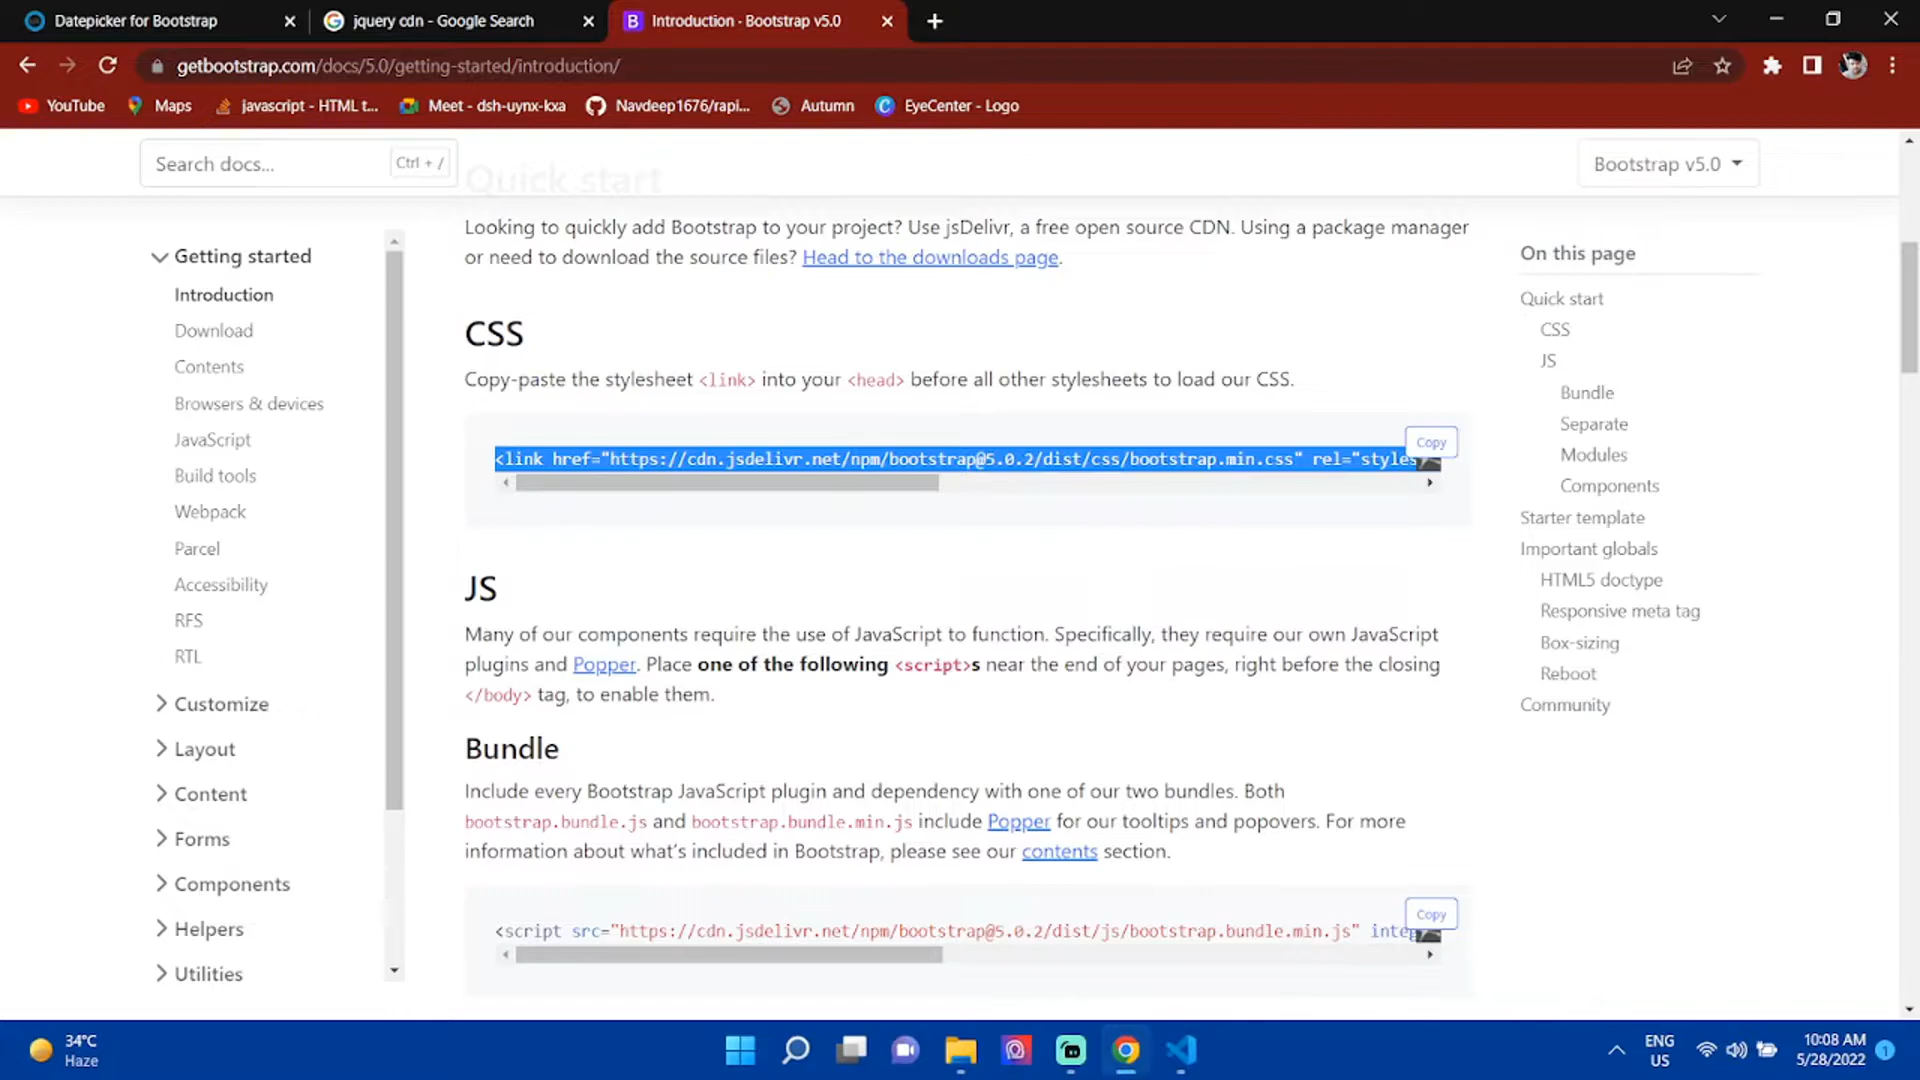 Datepicker for Bootstrap
jquery cdn - Google Search
Introduction · Bootstrap v5.0
getbootstrap.com/docs/5.0/getting-started/introduction/
YouTube
Maps
javascript - HTML t...
Meet - dsh-uynx-kxa
Navdeep1676/rapi...
Autumn
EyeCenter - Logo
Search docs...
Ctrl + /
Quick start
Bootstrap v5.0
Getting started
Introduction
Download
Contents
Browsers & devices
JavaScript
Build tools
Webpack
Parcel
Accessibility
RFS
RTL
Customize
Layout
Content
Forms
Components
Helpers
Utilities
Looking to quickly add Bootstrap to your project? Use jsDelivr, a free open source CDN. Using a package manager
or need to download the source files? Head to the downloads page.
CSS
Copy-paste the stylesheet <link> into your <head> before all other stylesheets to load our CSS.
Copy
<link href="https://cdn.jsdelivr.net/npm/bootstrap@5.0.2/dist/css/bootstrap.min.css" rel="styles
JS
Many of our components require the use of JavaScript to function. Specifically, they require our own JavaScript
plugins and Popper. Place one of the following <script>s near the end of your pages, right before the closing
</body> tag, to enable them.
Bundle
Include every Bootstrap JavaScript plugin and dependency with one of our two bundles. Both
bootstrap.bundle.js and bootstrap.bundle.min.js include Popper for our tooltips and popovers. For more
information about what's included in Bootstrap, please see our contents section.
Copy
<script src="https://cdn.jsdelivr.net/npm/bootstrap@5.0.2/dist/js/bootstrap.bundle.min.js" integ
On this page
Quick start
CSS
JS
Bundle
Separate
Modules
Components
Starter template
Important globals
HTML5 doctype
Responsive meta tag
Box-sizing
Reboot
Community
34°C
Haze
ENG
US
10:08 AM
5/28/2022
1